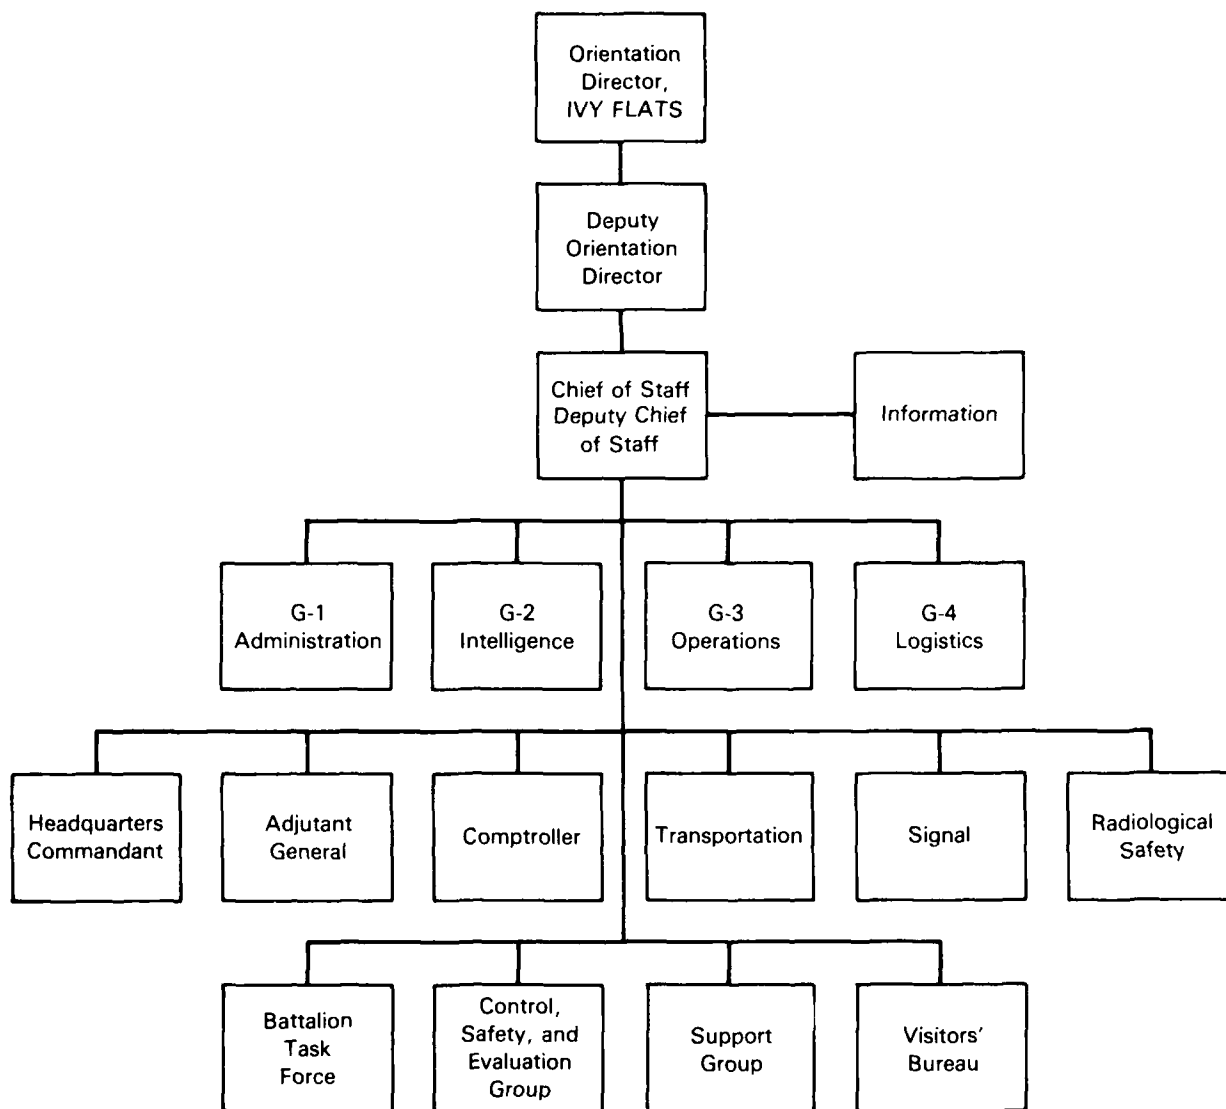 Orientation
Director,
IVY FLATS
Deputy
Orientation
Director
Chief of Staff
Deputy Chief
of Staff
Information
G-1
Administration
G-2
Intelligence
G-3
Operations
G-4
Logistics
Headquarters
Commandant
Adjutant
General
Comptroller
Transportation
Signal
Radiological
Safety
Battalion
Task
Force
Control,
Safety, and
Evaluation
Group
Support
Group
Visitors'
Bureau